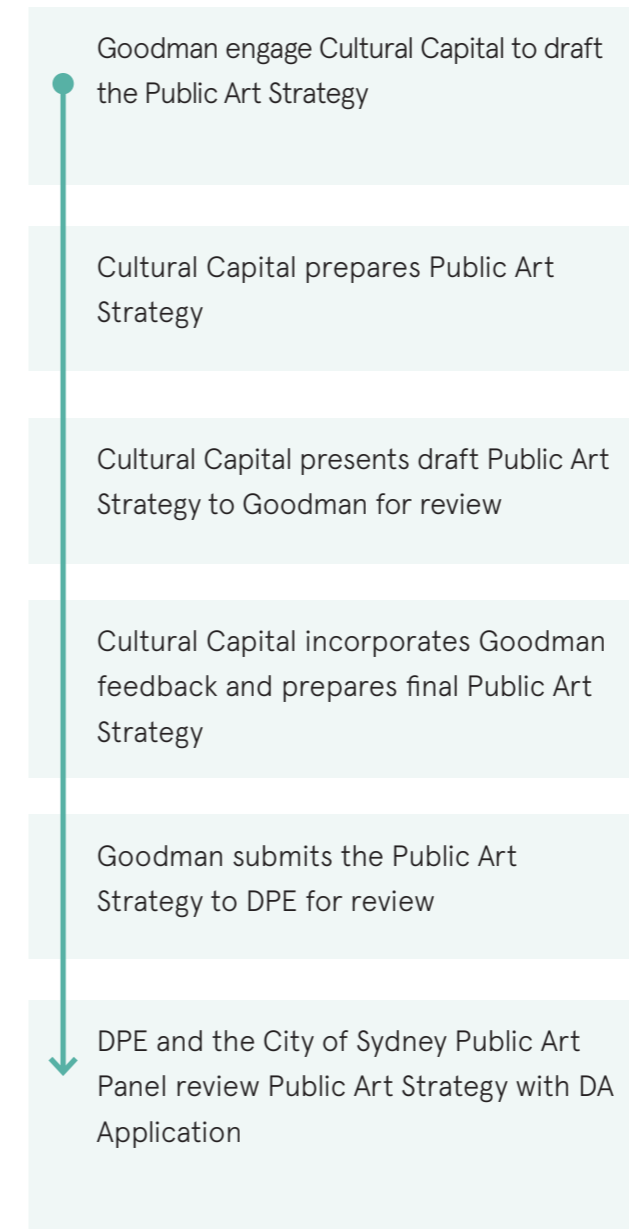 Goodman engage Cultural Capital to draft
the Public Art Strategy
Cultural Capital prepares Public Art
Strategy
Cultural Capital presents draft Public Art
Strategy to Goodman for review
Cultural Capital incorporates Goodman
feedback and prepares final Public Art
Strategy
Goodman submits the Public Art
Strategy to DPE for review
DPE and the City of Sydney Public Art
Panel review Public Art Strategy with DA
Application